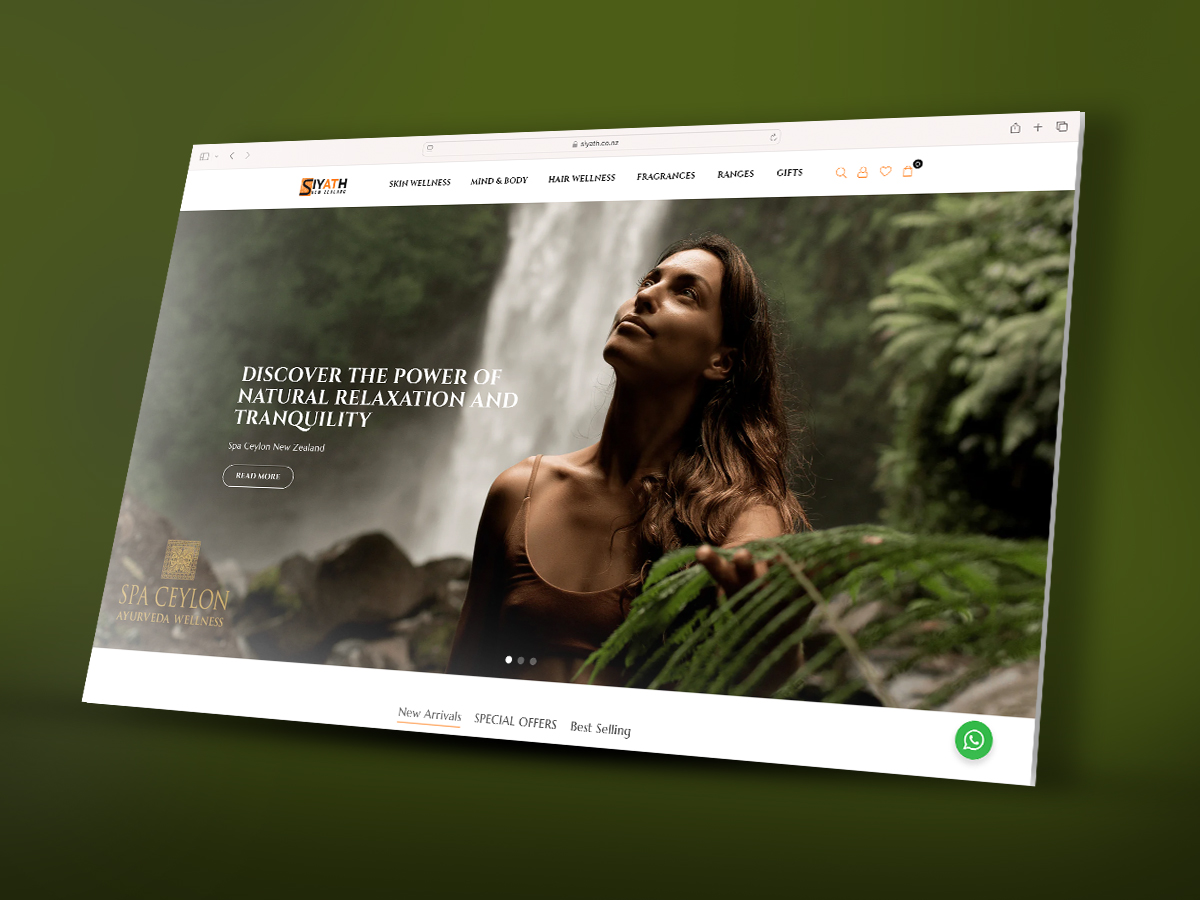 siyath.co.nz
SIYATH
NEW ZEALAND
SKIN WELLNESS MIND & BODY HAIR WELLNESS FRAGRANCES RANGES GIFTS
0
DISCOVER THE POWER OF
NATURAL RELAXATION AND
TRANQUILITY
Spa Ceylon New Zealand
READ MORE
SPA CEYLON
AYURVEDA WELLNESS
New Arrivals SPECIAL OFFERS Best Selling